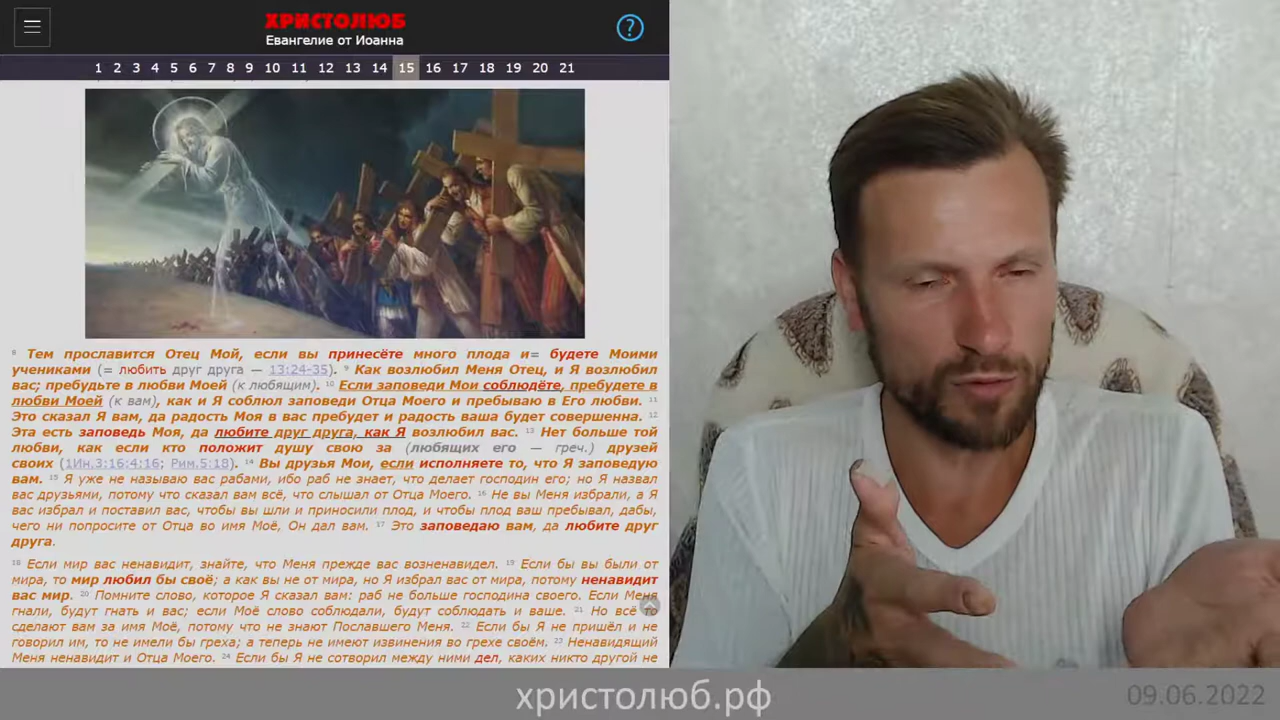 ХРИСТОЛЮБ
Евангелие от Иоанна
?
1 2 3 4 5 6 7 8 9 10 11 12 13 14 15 16 17 18 19 20 21
8 Тем прославится Отец Мой, если вы принесёте много плода и= будете Моими
учениками (= любить друг друга — 13:24-35). 9 Как возлюбил Меня Отец, и Я возлюбил
вас; пребудьте в любви Моей (к любящим). 10 Если заповеди Мои соблюдёте, пребудете в
любви Моей (к вам), как и Я соблюл заповеди Отца Моего и пребываю в Его любви. 11
Это сказал Я вам, да радость Моя в вас пребудет и радость ваша будет совершенна. 12
Эта есть заповедь Моя, да любите друг друга, как Я возлюбил вас. 13 Нет больше той
любви, как если кто положит душу свою за (любящих его — греч.) друзей
своих (1Ин.3:16;4:16; Рим.5:18). 14 Вы друзья Мои, если исполняете то, что Я заповедую
вам. 15 Я уже не называю вас рабами, ибо раб не знает, что делает господин его; но Я назвал
вас друзьями, потому что сказал вам всё, что слышал от Отца Моего. 16 Не вы Меня избрали, а Я
вас избрал и поставил вас, чтобы вы шли и приносили плод, и чтобы плод ваш пребывал, дабы,
чего ни попросите от Отца во имя Моё, Он дал вам. 17 Это заповедаю вам, да любите друг
друга.
18 Если мир вас ненавидит, знайте, что Меня прежде вас возненавидел. 19 Если бы вы были от
мира, то мир любил бы своё; а как вы не от мира, но Я избрал вас от мира, потому ненавидит
вас мир. 20 Помните слово, которое Я сказал вам: раб не больше господина своего. Если Меня
гнали, будут гнать и вас; если Моё слово соблюдали, будут соблюдать и ваше. 21 Но всё то
сделают вам за имя Моё, потому что не знают Пославшего Меня. 22 Если бы Я не пришёл и не
говорил им, то не имели бы греха; а теперь не имеют извинения во грехе своём. 23 Ненавидящий
Меня ненавидит и Отца Моего. 24 Если бы Я не сотворил между ними дел, каких никто другой не
христолюб.рф
09.06.2022